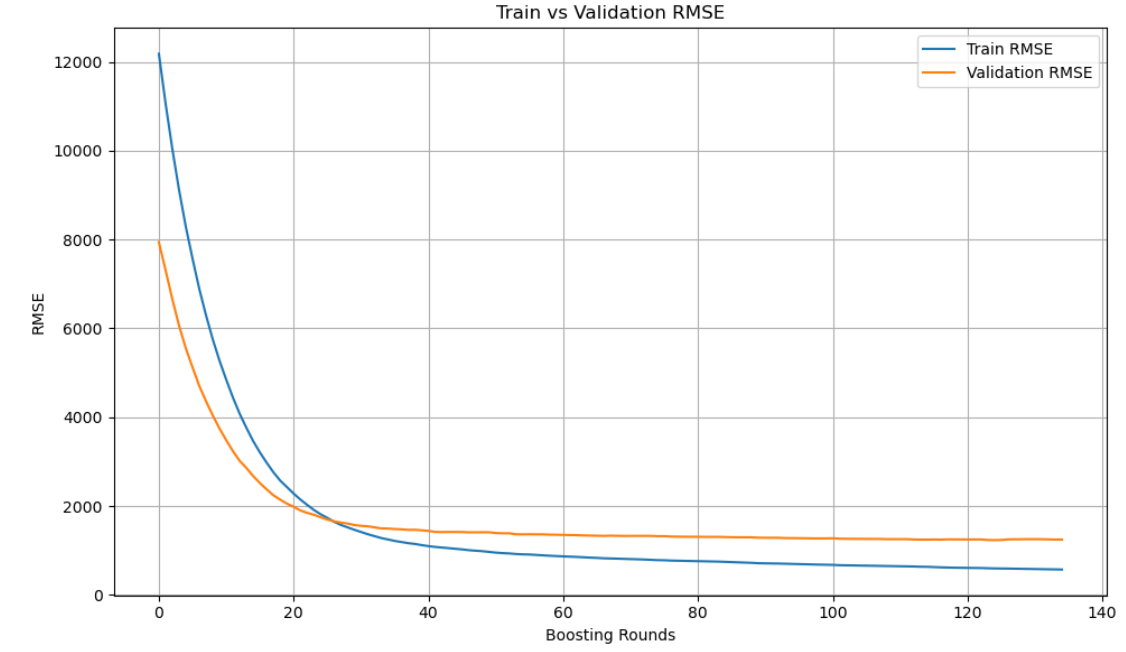 Train vs Validation RMSE
Train RMSE
Validation RMSE
12000
10000
8000
6000
4000
2000
0
RMSE
0 20 40 60 80 100 120 140
Boosting Rounds